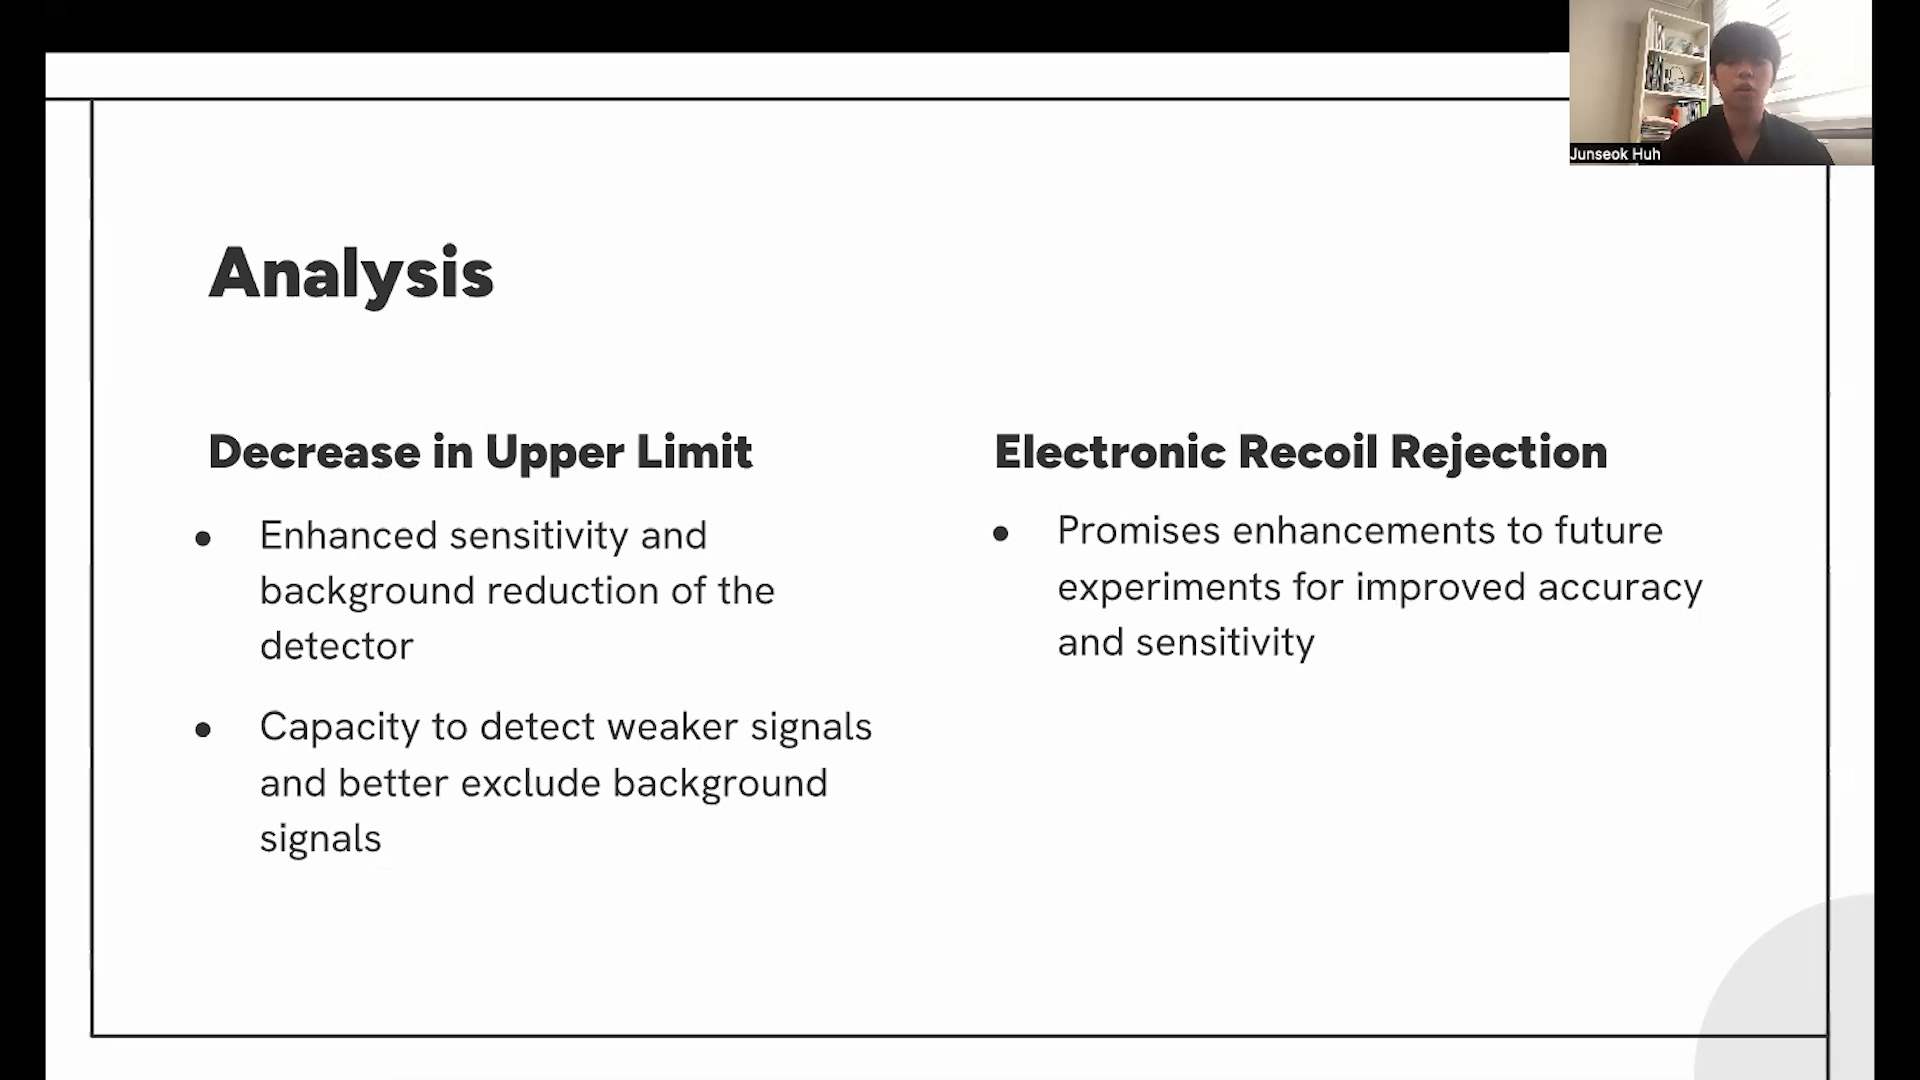 Junseok Huh
Analysis
Decrease in Upper Limit
● Enhanced sensitivity and
background reduction of the
detector
● Capacity to detect weaker signals
and better exclude background
signals
Electronic Recoil Rejection
● Promises enhancements to future
experiments for improved accuracy
and sensitivity